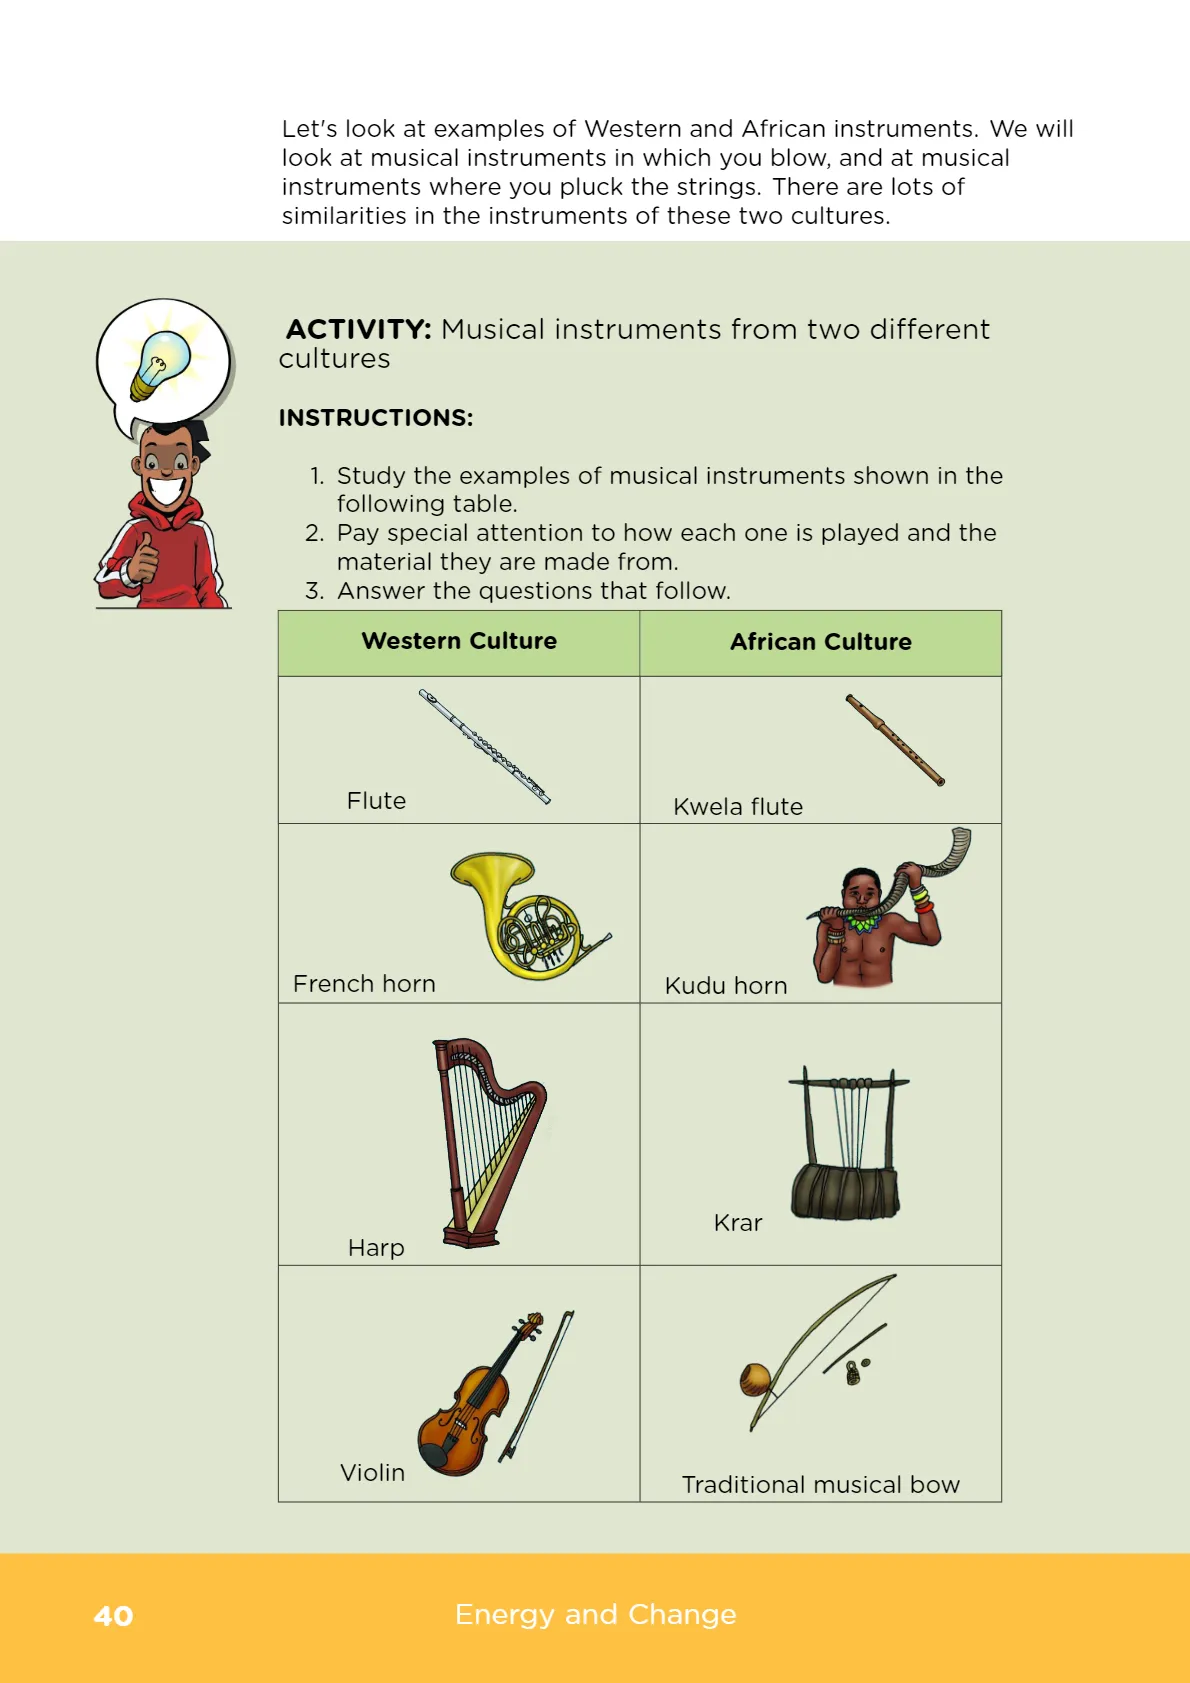 Let's look at examples of Western and African instruments. We will
look at musical instruments in which you blow, and at musical
instruments where you pluck the strings. There are lots of
similarities in the instruments of these two cultures.
ACTIVITY: Musical instruments from two different
cultures
INSTRUCTIONS:
1. Study the examples of musical instruments shown in the
following table.
2. Pay special attention to how each one is played and the
material they are made from.
3. Answer the questions that follow.
Western Culture
African Culture
Flute
Kwela flute
French horn
Kudu horn
Harp
Krar
Violin
Traditional musical bow
40
Energy and Change